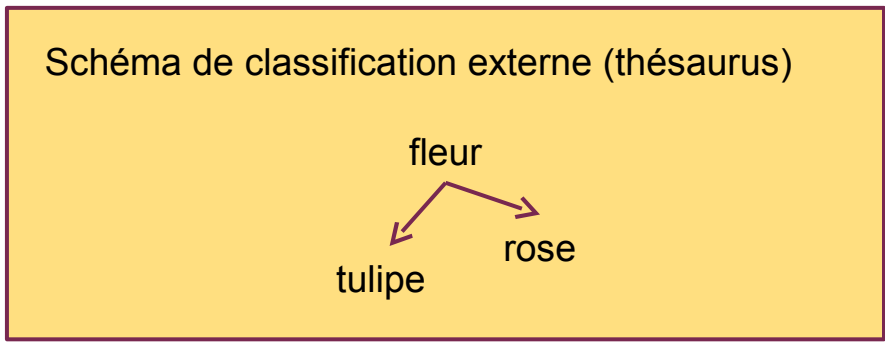 Schéma de classification externe (thésaurus)
fleur
rose
tulipe